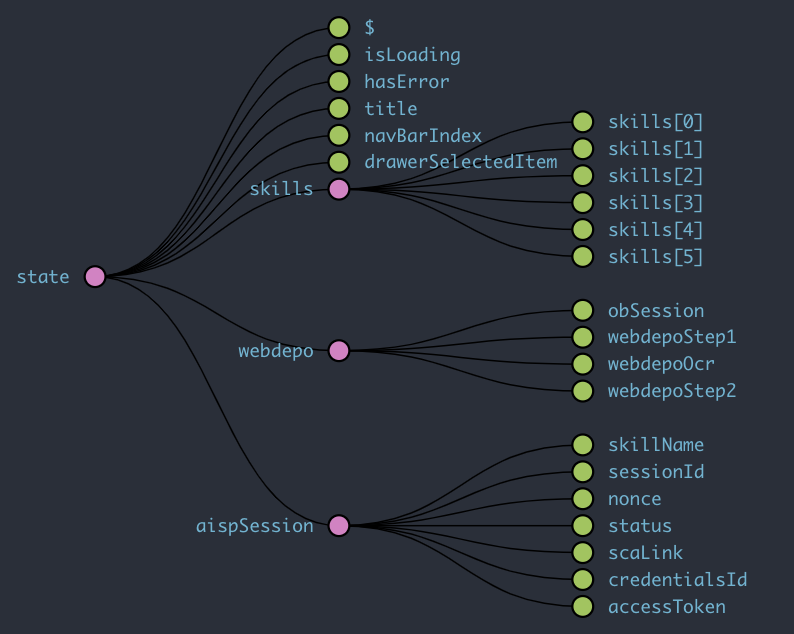 $
isLoading
hasError
title
navBarIndex
drawerSelectedItem
skills
skills[0]
skills[1]
skills[2]
skills[3]
skills[4]
skills[5]
state
webdepo
obSession
webdepoStep1
webdepoOcr
webdepoStep2
aispSession
skillName
sessionId
nonce
status
scaLink
credentialsId
accessToken